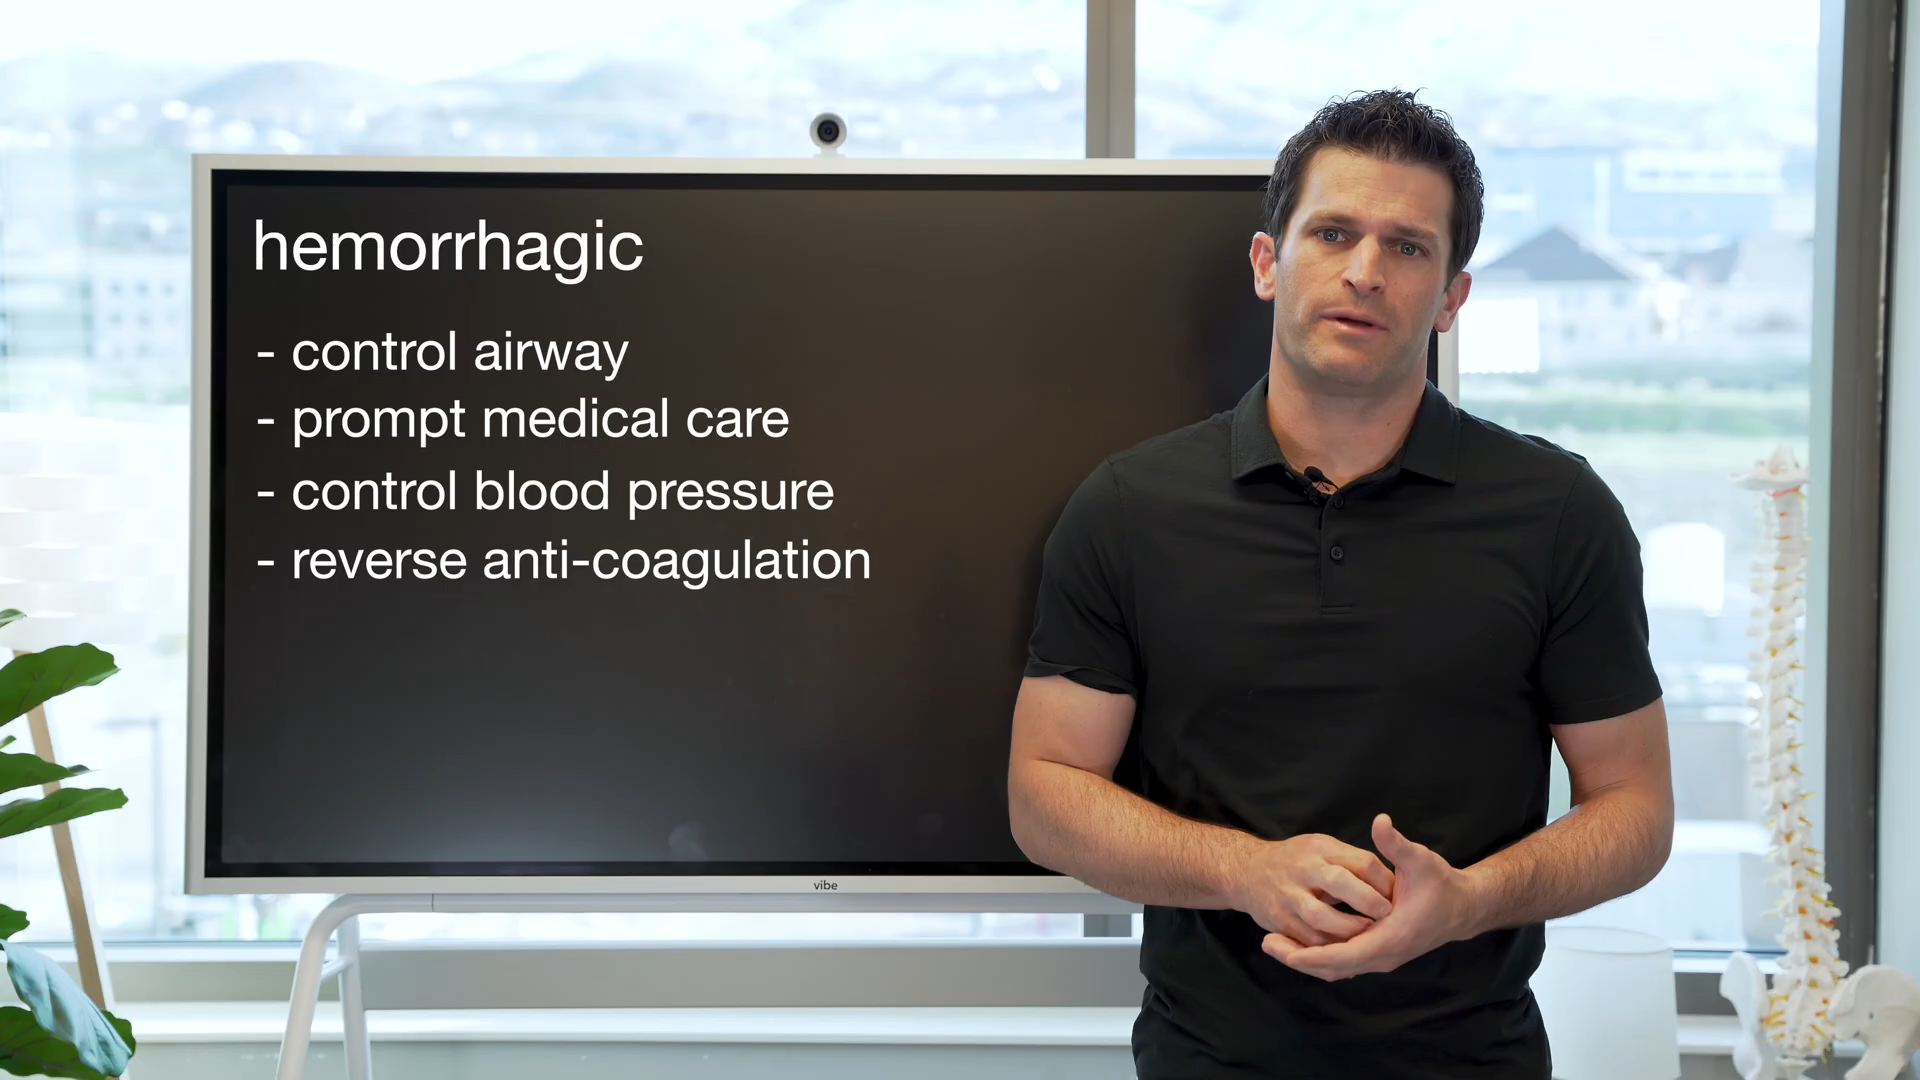 hemorrhagic
- control airway
- prompt medical care
- control blood pressure
- reverse anti-coagulation
vibe